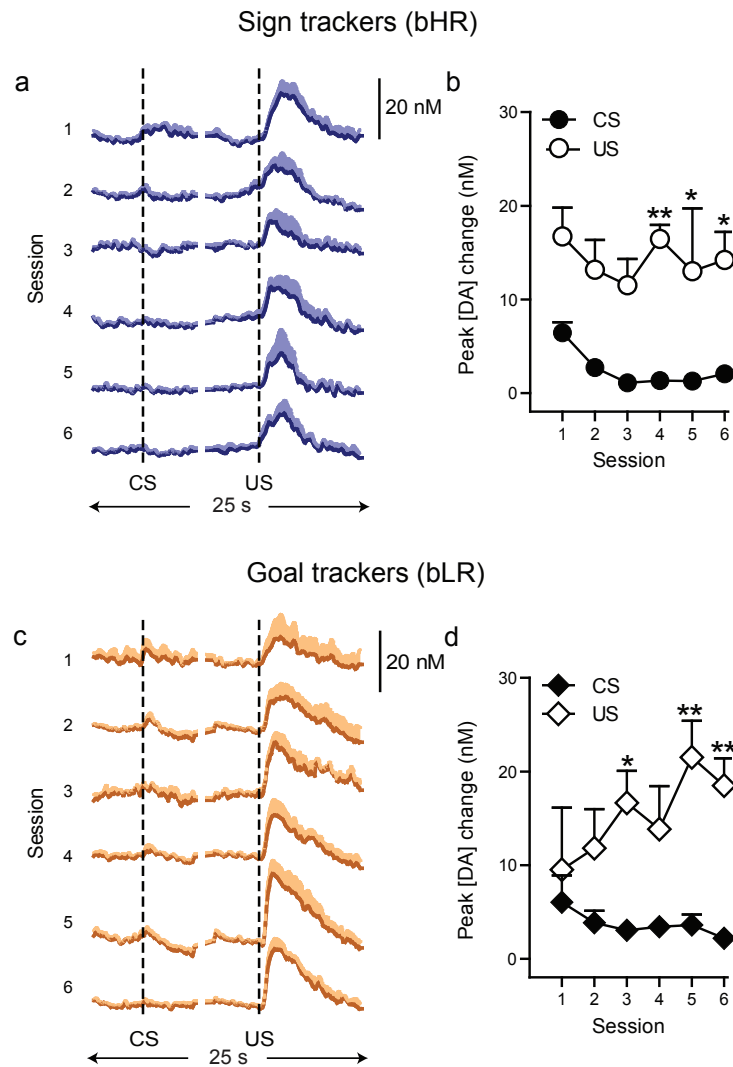 Sign trackers (bHR)
a
20 nM
1
2
3
4
5
6
Session
CS
US
25 s
b
CS
US
Peak [DA] change (nM)
30
20
10
0
**
*
*
1 2 3 4 5 6
Session
Goal trackers (bLR)
c
20 nM
1
2
3
4
5
6
Session
CS
US
25 s
d
CS
US
Peak [DA] change (nM)
30
20
10
0
*
**
**
1 2 3 4 5 6
Session